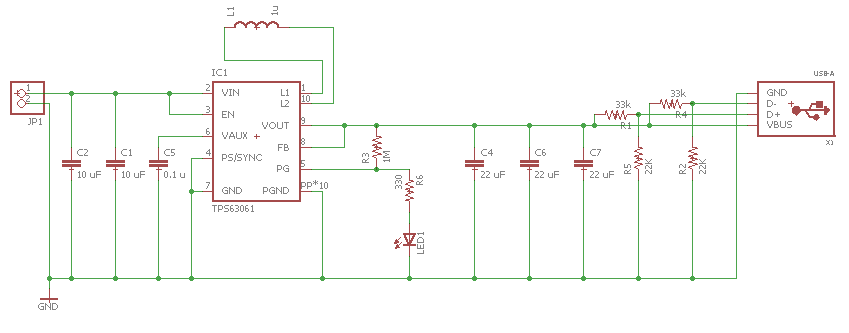 L1
1u
IC1
USB-A
1
2
JP1
2
VIN
L1
1
L2
10
3
EN
6
VAUX
VOUT
9
4
PS/SYNC
FB
8
PG
5
7
GND
PGND
PP*10
TPS63061
C2
10 uF
C1
10 uF
C5
0.1 u
R3
1M
330
R6
LED1
C4
22 uF
C6
22 uF
C7
22 uF
33k
R1
33k
R4
R5
22K
R2
22K
GND
D-
D+
VBUS
X1
GND